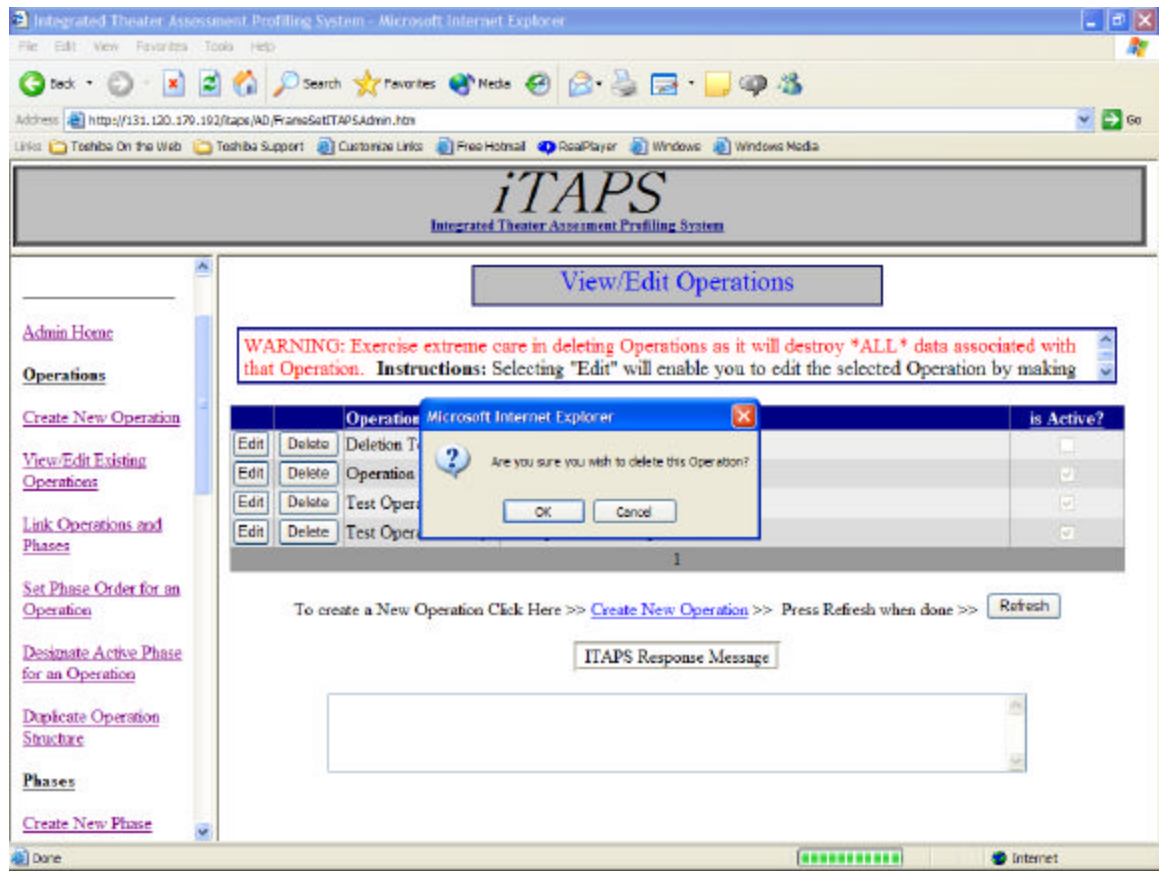 Integrated Theater Assessment Profiling System - Microsoft Internet Explorer
File Edit View Favorites Tools Help
Back Search Favorites Media
Address http://131.120.179.192/itaps/AD/FrameSetITAPSAdmin.htm Go
Links Toshiba On the Web Toshiba Support Customize Links Free Hotmail RealPlayer Windows Windows Media
iTAPS
Integrated Theater Assesment Profiling System
View/Edit Operations
WARNING: Exercise extreme care in deleting Operations as it will destroy *ALL* data associated with
that Operation. Instructions: Selecting "Edit" will enable you to edit the selected Operation by making
Admin Home
Operations
Create New Operation
View/Edit Existing
Operations
Link Operations and
Phases
Set Phase Order for an
Operation
Designate Active Phase
for an Operation
Duplicate Operation
Structure
Phases
Create New Phase
Operation is Active?
Edit Delete Deletion
Edit Delete Operation
Edit Delete Test
Edit Delete Test
1
Microsoft Internet Explorer
Are you sure you wish to delete this Operation?
OK Cancel
To create a New Operation Click Here >> Create New Operation >> Press Refresh when done >> Refresh
ITAPS Response Message
Done Internet